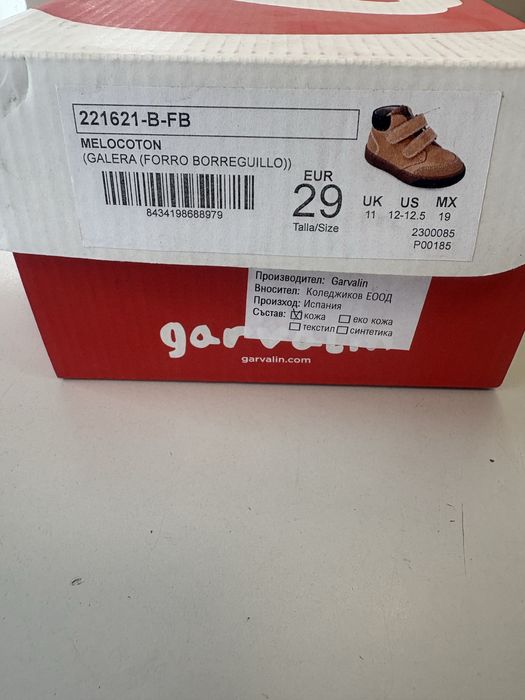 221621-B-FB
MELOCOTON
(GALERA (FORRO BORREGUILLO))
8434198688979
EUR
29
Talla/Size
UK US MX
11 12-12.5 19
2300085
P00185
Производител: Garvalin
Вносител: Коледжиков ЕООД
Произход: Испания
Състав: кожа еко кожа
текстил синтетика
garvalin
garvalin.com